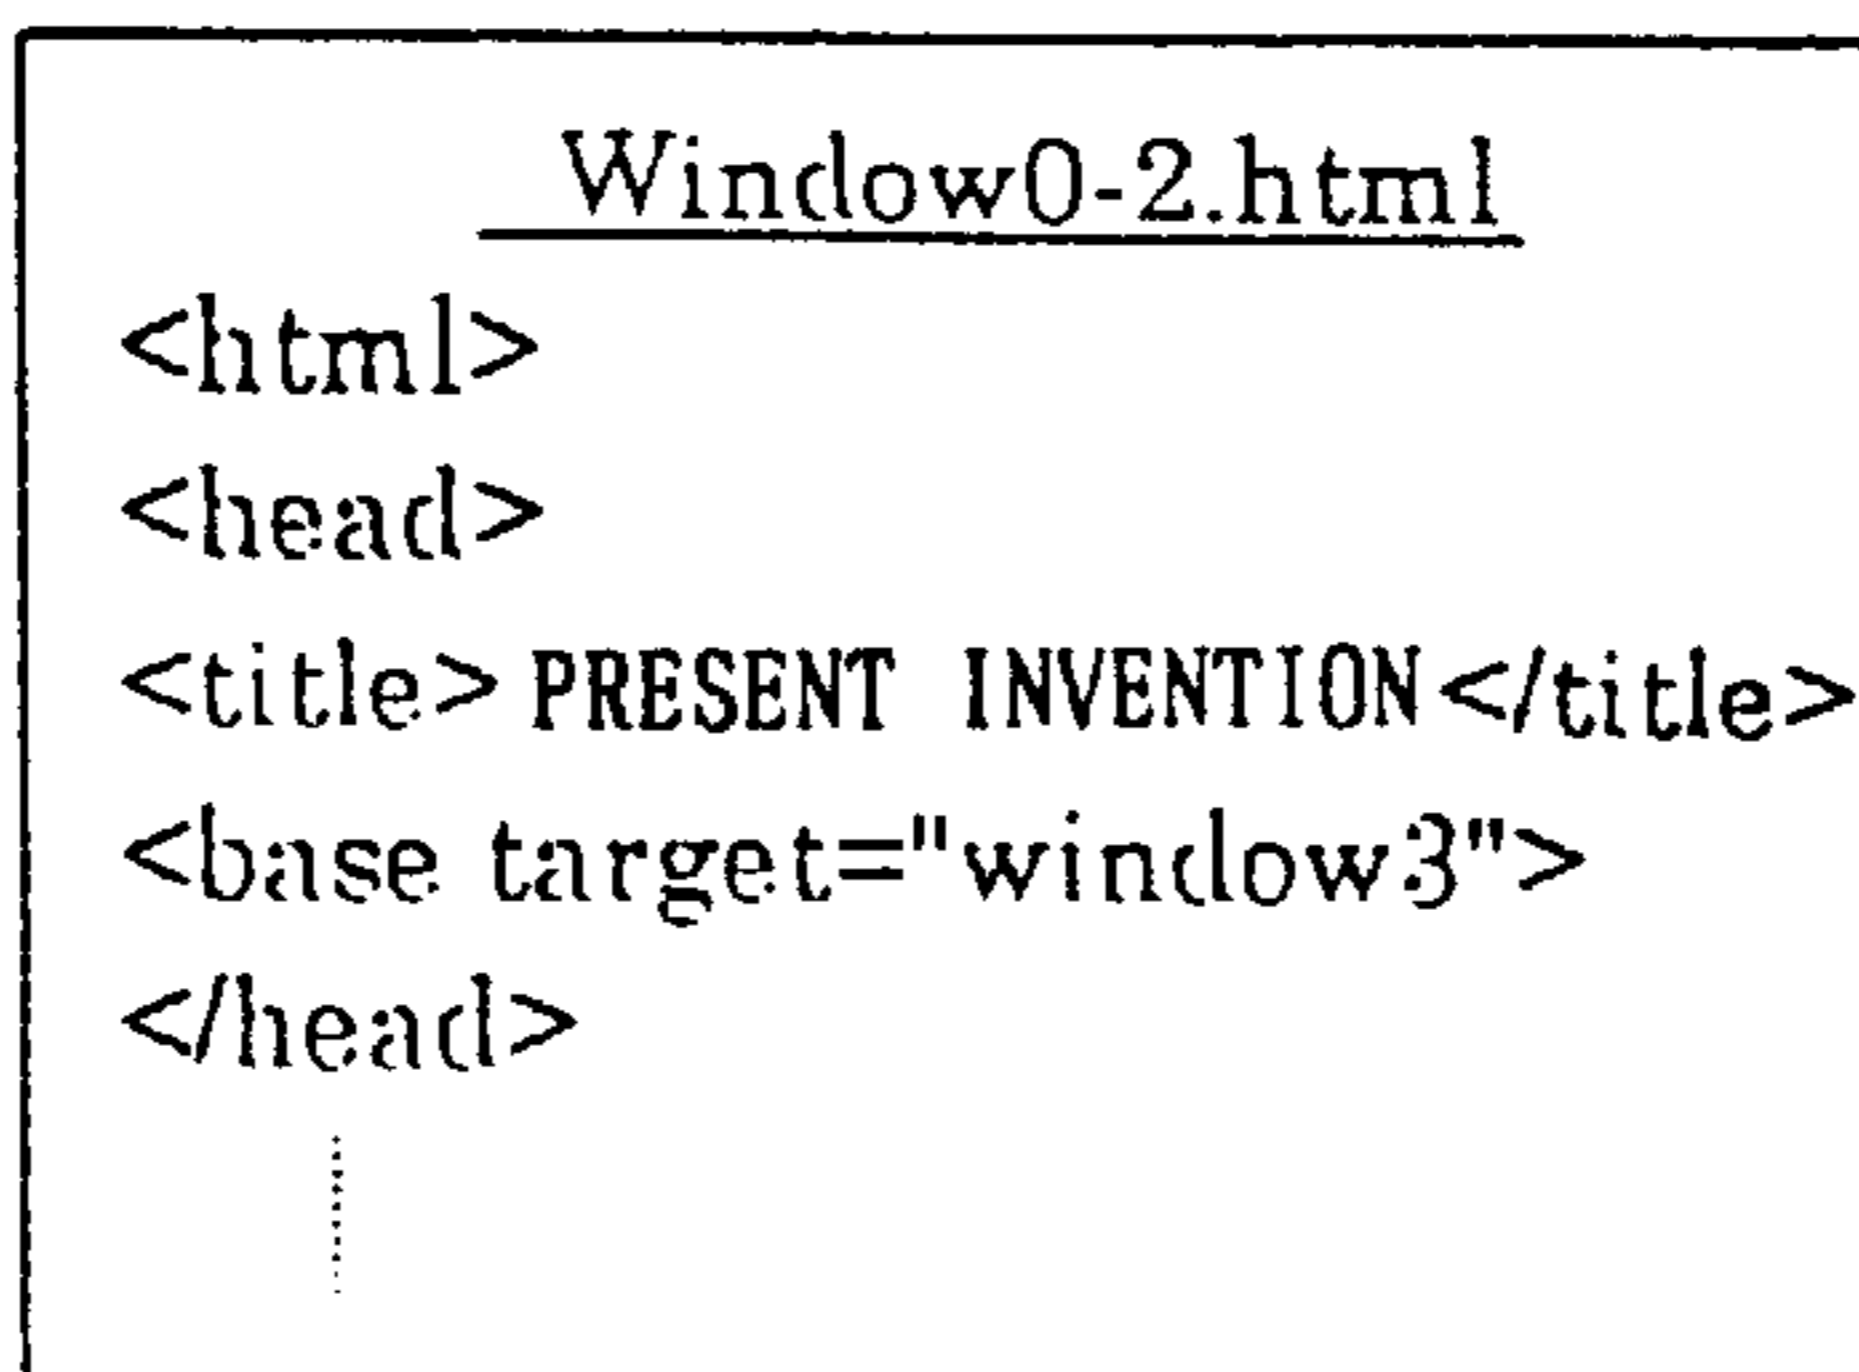 Window0-2.html
<html>
<head>
<title> PRESENT INVENTION</title>
<base target="window3">
</head>